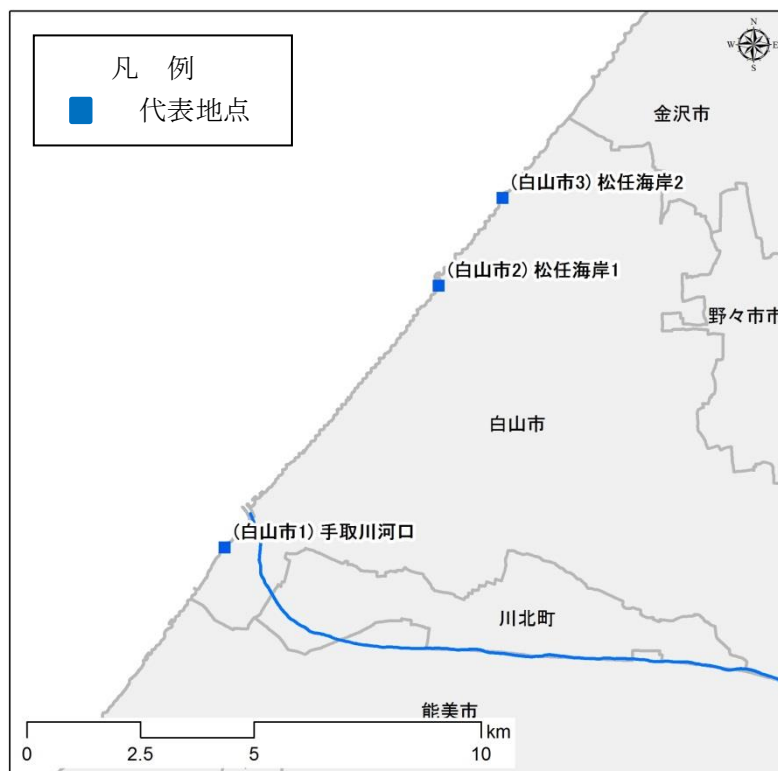 凡 例
代表地点
N
W E
S
金沢市
(白山市3) 松任海岸2
(白山市2) 松任海岸1
野々市市
白山市
(白山市1) 手取川河口
川北町
能美市
km
0 2.5 5 10